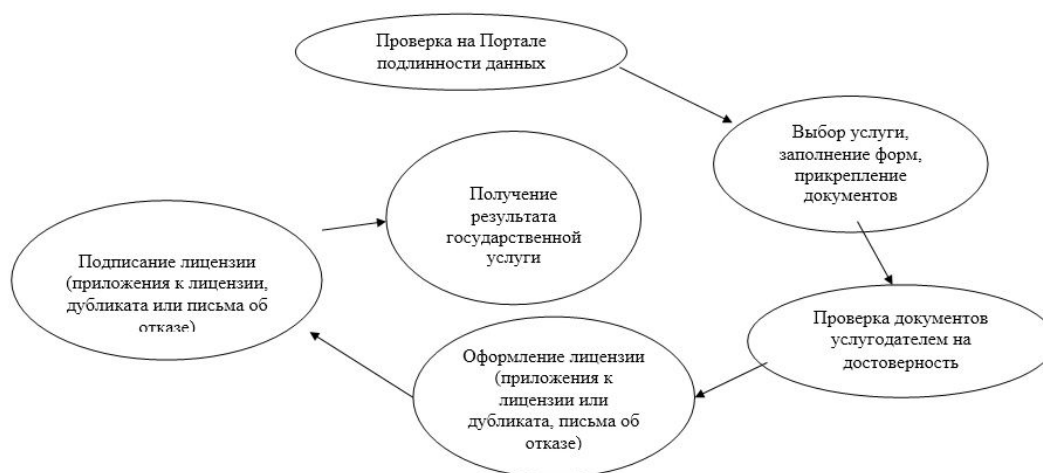 Проверка на Портале
подлинности данных
Выбор услуги,
заполнение форм,
прикрепление
документов
Проверка документов
услугодателем на
достоверность
Оформление лицензии
(приложения к
лицензии или
дубликата, письма об
отказе)
Подписание лицензии
(приложения к лицензии,
дубликата или письма об
отказе)
Получение
результата
государственной
услуги